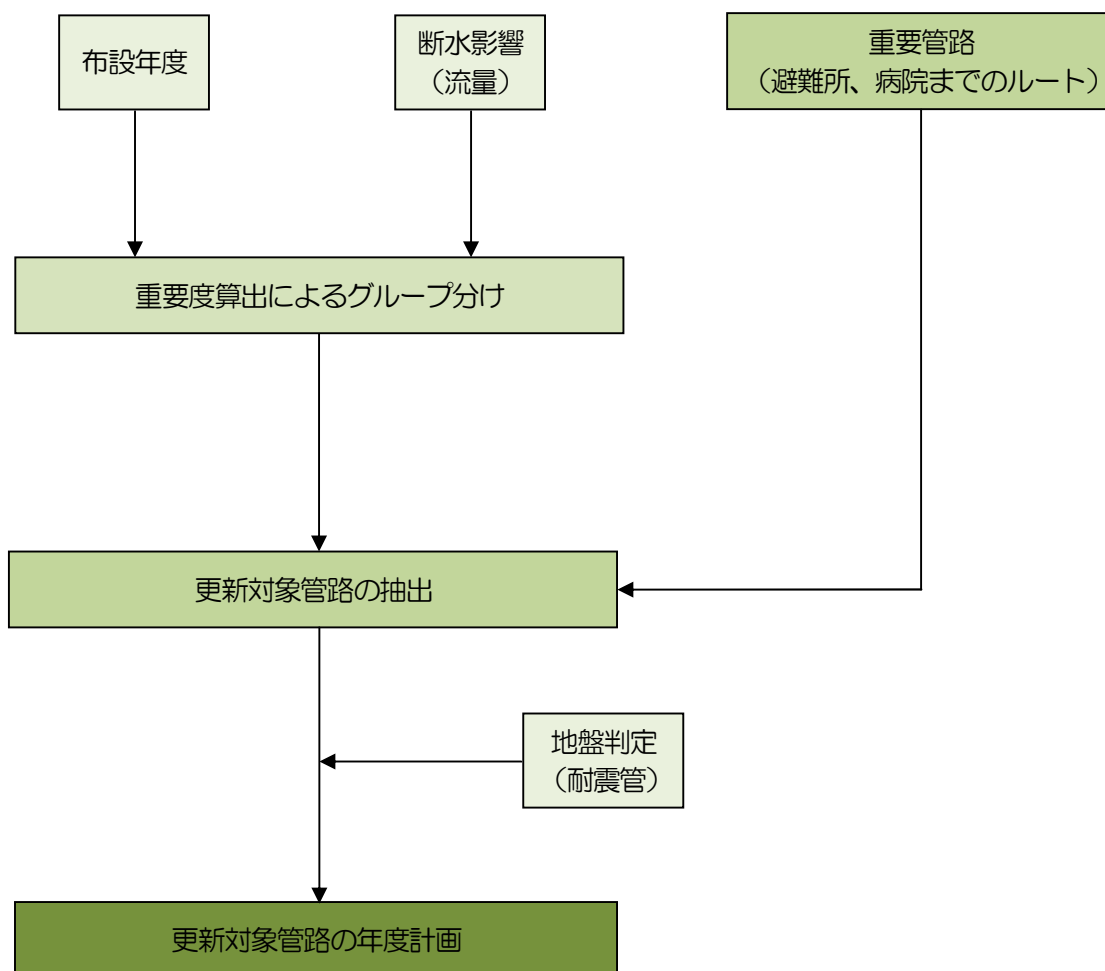 布設年度
断水影響
（流量）
重要管路
（避難所、病院までのルート）
重要度算出によるグループ分け
更新対象管路の抽出
地盤判定
（耐震管）
更新対象管路の年度計画